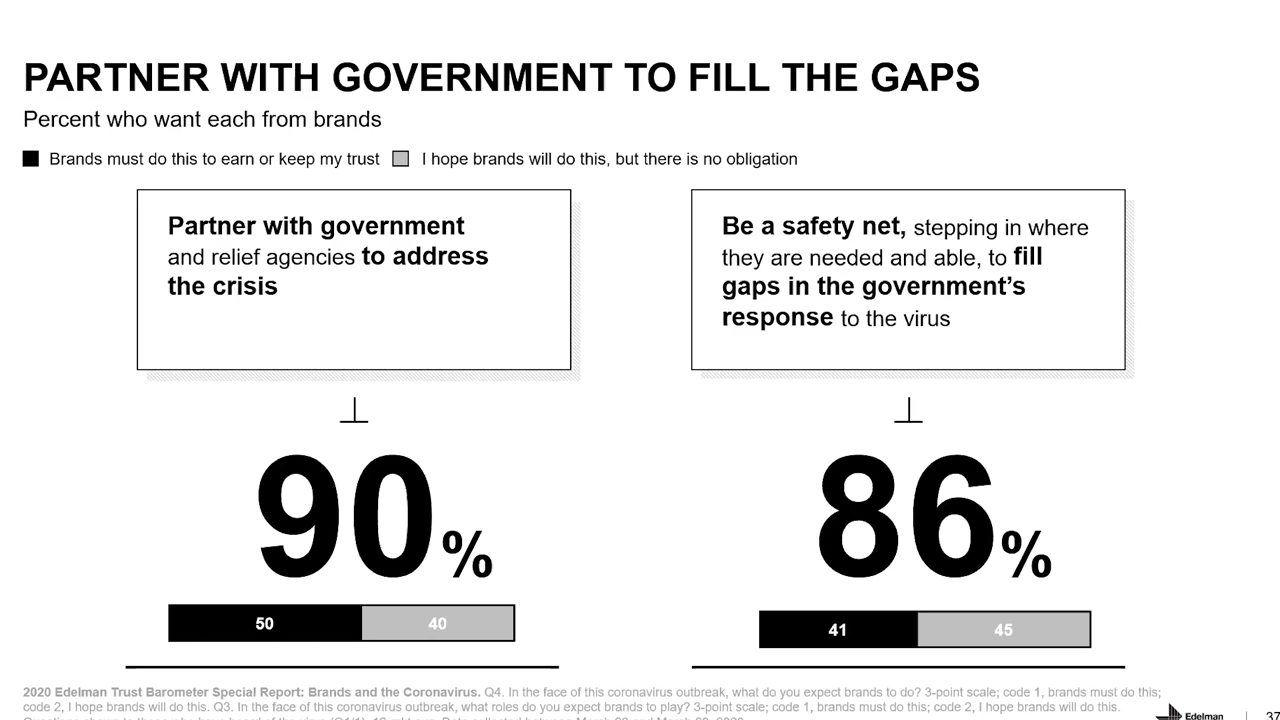 PARTNER WITH GOVERNMENT TO FILL THE GAPS
Percent who want each from brands
Brands must do this to earn or keep my trust
I hope brands will do this, but there is no obligation
Partner with government
and relief agencies to address
the crisis
Be a safety net, stepping in where
they are needed and able, to fill
gaps in the government’s
response to the virus
90%
86%
50
40
41
45
2020 Edelman Trust Barometer Special Report: Brands and the Coronavirus. Q4. In the face of this coronavirus outbreak, what do you expect brands to do? 3-point scale; code 1, brands must do this;
code 2, I hope brands will do this. Q3. In the face of this coronavirus outbreak, what roles do you expect brands to play? 3-point scale; code 1, brands must do this; code 2, I hope brands will do this.
Edelman
37